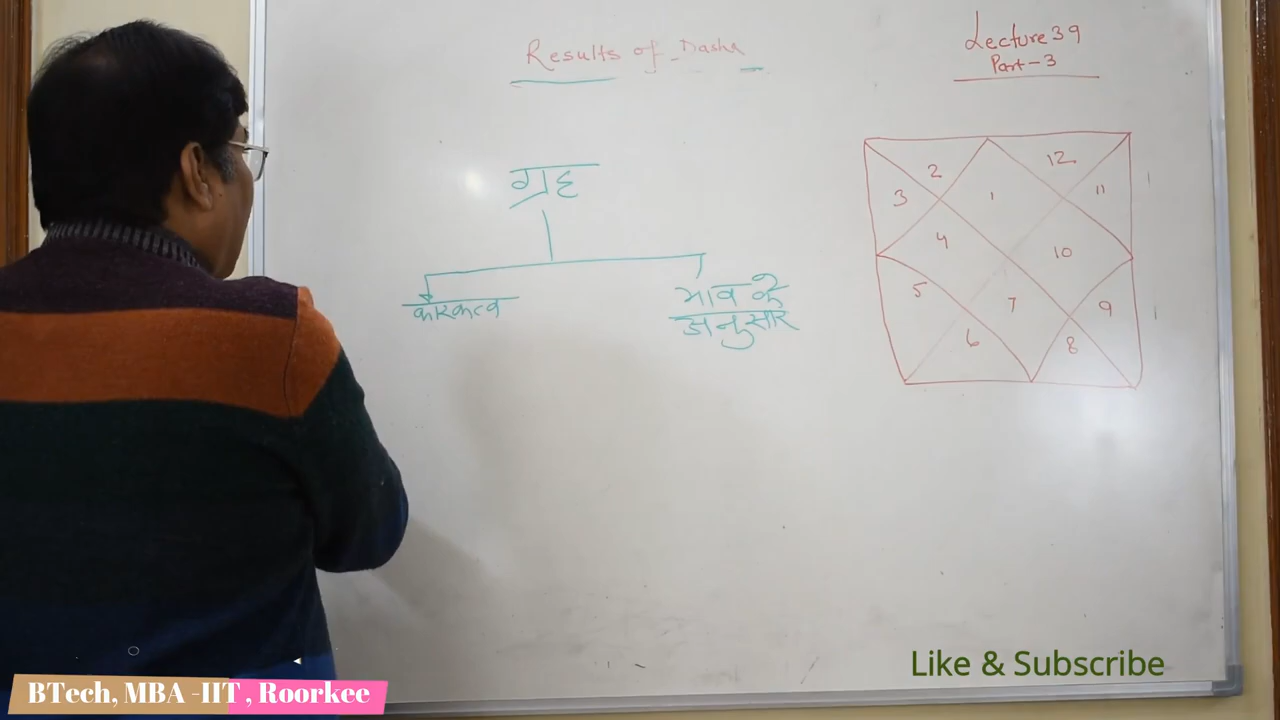 Results of Dasha
Lecture 39
Part-3
ग्रह
कारकत्व
भाव के
अनुसार
2
12
3
1
11
4
10
5
7
9
6
8
Like & Subscribe
BTech, MBA -IIT , Roorkee